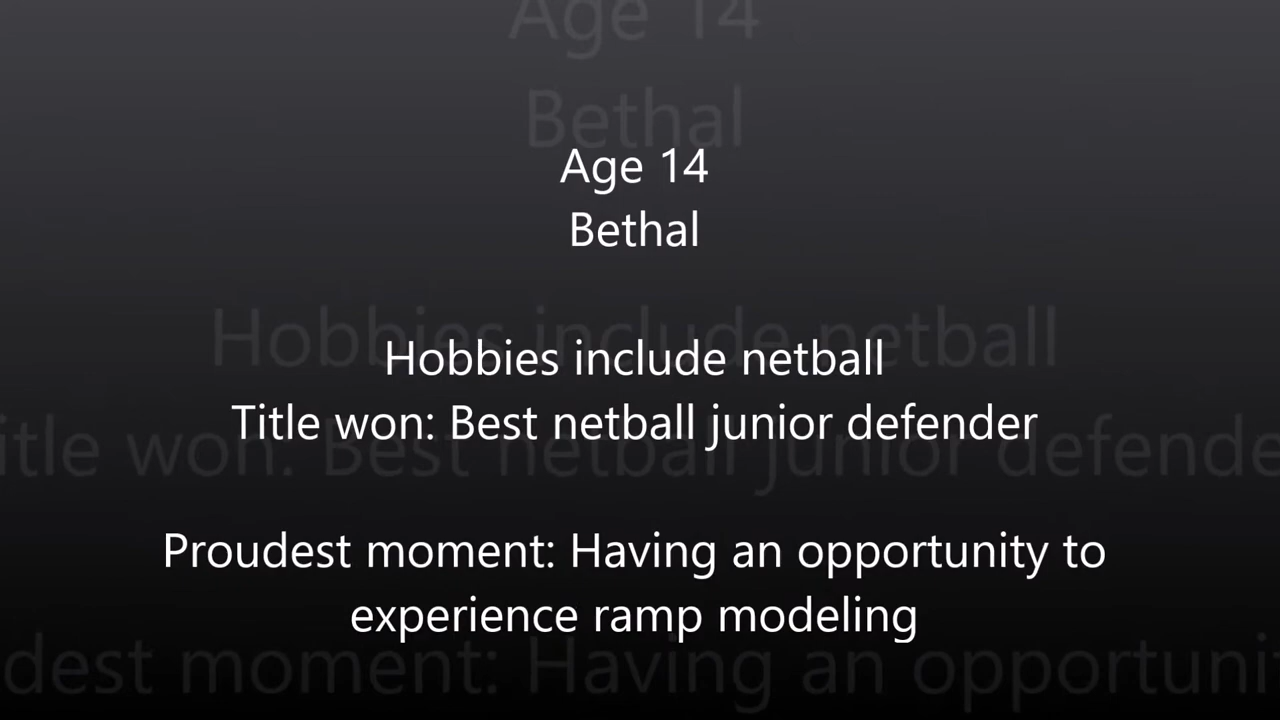 Age 14
Bethal
Hobbies include netball
Title won: Best netball junior defender
Proudest moment: Having an opportunity to
experience ramp modeling